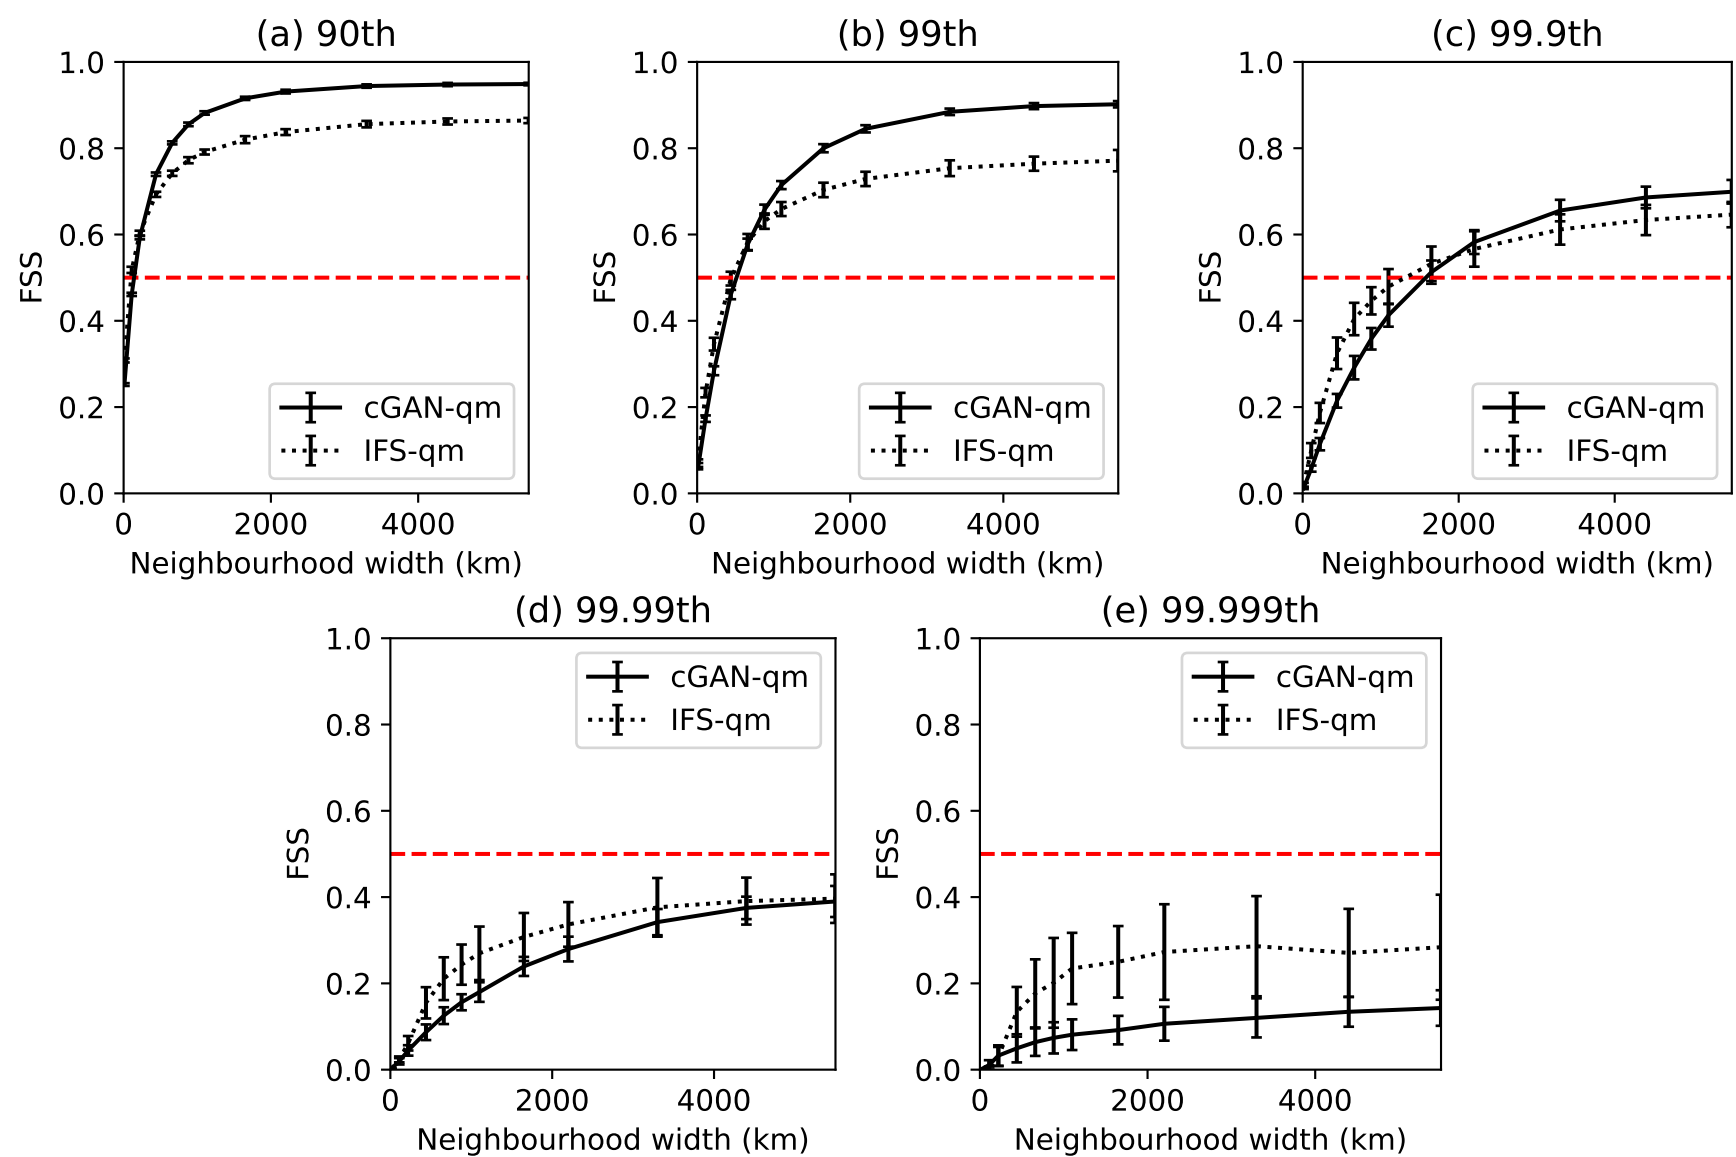 (a) 90th
1.0
0.8
0.6
0.4
0.2
0.0
FSS
0 2000 4000
Neighbourhood width (km)
cGAN-qm
IFS-qm
(b) 99th
1.0
0.8
0.6
0.4
0.2
0.0
FSS
0 2000 4000
Neighbourhood width (km)
cGAN-qm
IFS-qm
(c) 99.9th
1.0
0.8
0.6
0.4
0.2
0.0
FSS
0 2000 4000
Neighbourhood width (km)
cGAN-qm
IFS-qm
(d) 99.99th
1.0
0.8
0.6
0.4
0.2
0.0
FSS
0 2000 4000
Neighbourhood width (km)
cGAN-qm
IFS-qm
(e) 99.999th
1.0
0.8
0.6
0.4
0.2
0.0
FSS
0 2000 4000
Neighbourhood width (km)
cGAN-qm
IFS-qm